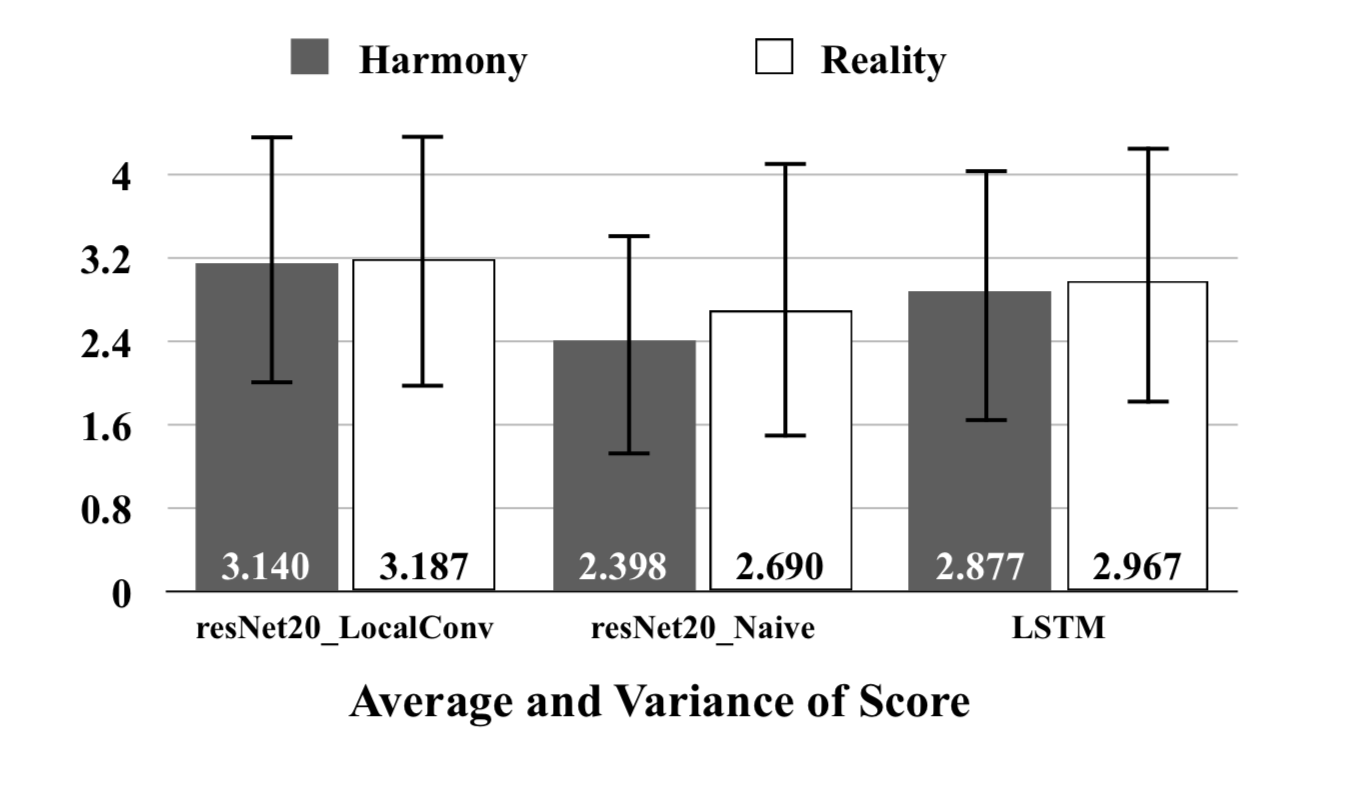 Harmony Reality
4
3.2
2.4
1.6
0.8
0
3.140 3.187 2.398 2.690 2.877 2.967
resNet20_LocalConv resNet20_Naive LSTM
Average and Variance of Score